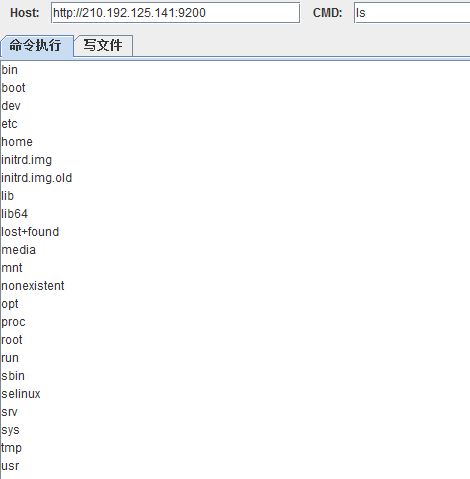 Host: http://210.192.125.141:9200 CMD: ls
命令执行 写文件
bin
boot
dev
etc
home
initrd.img
initrd.img.old
lib
lib64
lost+found
media
mnt
nonexistent
opt
proc
root
run
sbin
selinux
srv
sys
tmp
usr